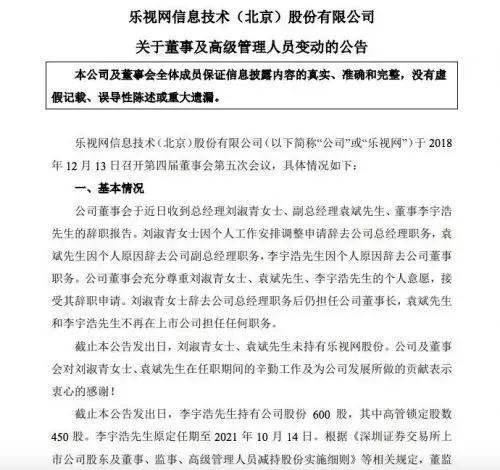 乐视网信息技术（北京）股份有限公司
关于董事及高级管理人员变动的公告
本公司及董事会全体成员保证信息披露内容的真实、准确和完整，没有虚
假记载、误导性陈述或重大遗漏。
乐视网信息技术（北京）股份有限公司（以下简称“公司”或“乐视网”）于 2018
年 12 月 13 日召开第四届董事会第五次会议，具体情况如下：
一、基本情况
公司董事会于近日收到总经理刘淑青女士、副总经理袁斌先生、董事李宇浩
先生的辞职报告。刘淑青女士因个人工作安排调整申请辞去公司总经理职务，袁
斌先生因个人原因辞去公司副总经理职务，李宇浩先生因个人原因辞去公司董事
职务。公司董事会充分尊重刘淑青女士、袁斌先生、李宇浩先生的个人意愿，接
受其辞职申请。刘淑青女士辞去公司总经理职务后仍担任公司董事长，袁斌先生
和李宇浩先生不再在上市公司担任任何职务。
截止本公告发出日，刘淑青女士、袁斌先生未持有乐视网股份。公司及董事
会对刘淑青女士、袁斌先生在任职期间的辛勤工作及为公司发展所做的贡献表示
衷心的感谢！
截止本公告发出日，李宇浩先生持有公司股份 600 股，其中高管锁定股数
450 股。李宇浩先生原定任期至 2021 年 10 月 14 日。根据《深圳证券交易所上
市公司股东及董事、监事、高级管理人员减持股份实施细则》等相关规定，董监